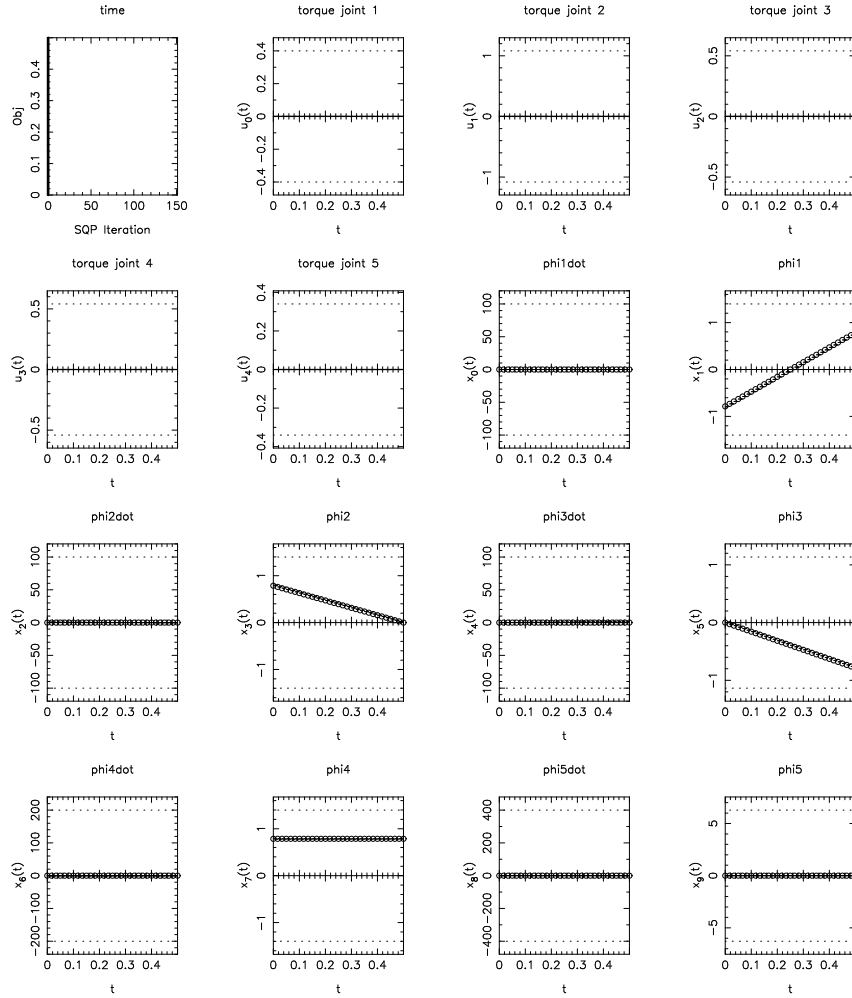 time
torque joint 1
torque joint 2
torque joint 3
Obj
0 0.1 0.2 0.3 0.4
0 50 100 150
SQP Iteration
u0(t)
−0.4 −0.2 0 0.2 0.4
0 0.1 0.2 0.3 0.4
t
u1(t)
−1 0 1
0 0.1 0.2 0.3 0.4
t
u2(t)
−0.5 0 0.5
0 0.1 0.2 0.3 0.4
t
torque joint 4
torque joint 5
phi1dot
phi1
u3(t)
−0.5 0 0.5
0 0.1 0.2 0.3 0.4
t
u4(t)
−0.4 −0.2 0 0.2 0.4
0 0.1 0.2 0.3 0.4
t
x0(t)
−100 −50 0 50 100
0 0.1 0.2 0.3 0.4
t
x1(t)
−1 0 1
0 0.1 0.2 0.3 0.4
t
phi2dot
phi2
phi3dot
phi3
x2(t)
−100 −50 0 50 100
0 0.1 0.2 0.3 0.4
t
x3(t)
−1 0 1
0 0.1 0.2 0.3 0.4
t
x4(t)
−100 −50 0 50 100
0 0.1 0.2 0.3 0.4
t
x5(t)
−1 0 1
0 0.1 0.2 0.3 0.4
t
phi4dot
phi4
phi5dot
phi5
x6(t)
−200 −100 0 100 200
0 0.1 0.2 0.3 0.4
t
x7(t)
−1 0 1
0 0.1 0.2 0.3 0.4
t
x8(t)
−400 −200 0 200 400
0 0.1 0.2 0.3 0.4
t
x9(t)
−5 0 5
0 0.1 0.2 0.3 0.4
t